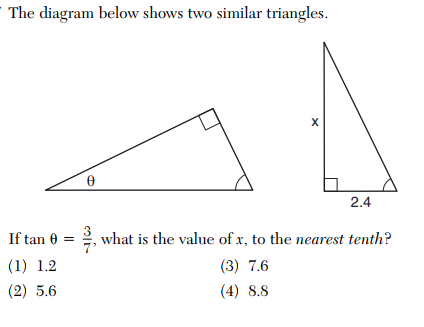 The diagram below shows two similar triangles.
x
θ
2.4
If tan θ = 3/7, what is the value of x, to the nearest tenth?
(1) 1.2 (3) 7.6
(2) 5.6 (4) 8.8